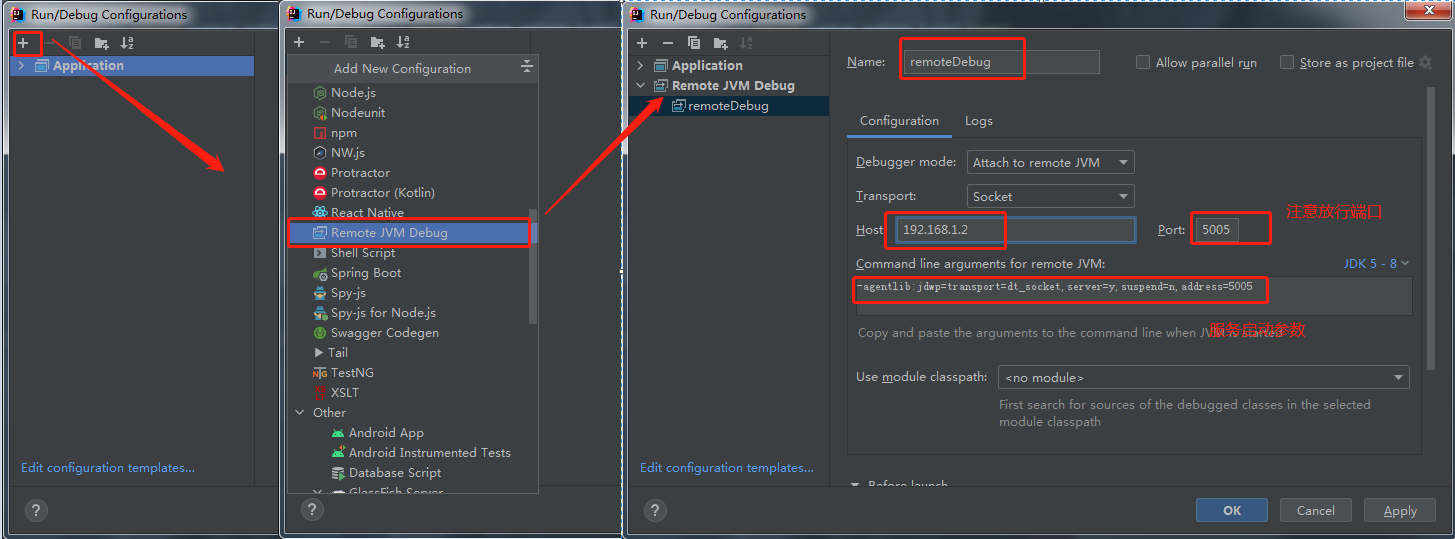 Run/Debug Configurations
Application
Edit configuration templates...
?
Run/Debug Configurations
Add New Configuration
Node.js
Nodeunit
npm
NW.js
Protractor
Protractor (Kotlin)
React Native
Remote JVM Debug
Shell Script
Spring Boot
Spy-js
Spy-js for Node.js
Swagger Codegen
Tail
TestNG
XSLT
Other
Android App
Android Instrumented Tests
Database Script
GlassFish Server
?
Run/Debug Configurations
Application
Remote JVM Debug
remoteDebug
Edit configuration templates...
?
Name: remoteDebug Allow parallel run Store as project file
Configuration Logs
Debugger mode: Attach to remote JVM
Transport: Socket
注意放行端口
Host: 192.168.1.2 Port: 5005
Command line arguments for remote JVM: JDK 5 - 8
-agentlib:jdwp=transport=dt_socket,server=y,suspend=n,address=5005
服务启动参数
Copy and paste the arguments to the command line when JVM is started
Use module classpath: <no module>
First search for sources of the debugged classes in the selected
module classpath
Before launch
OK Cancel Apply